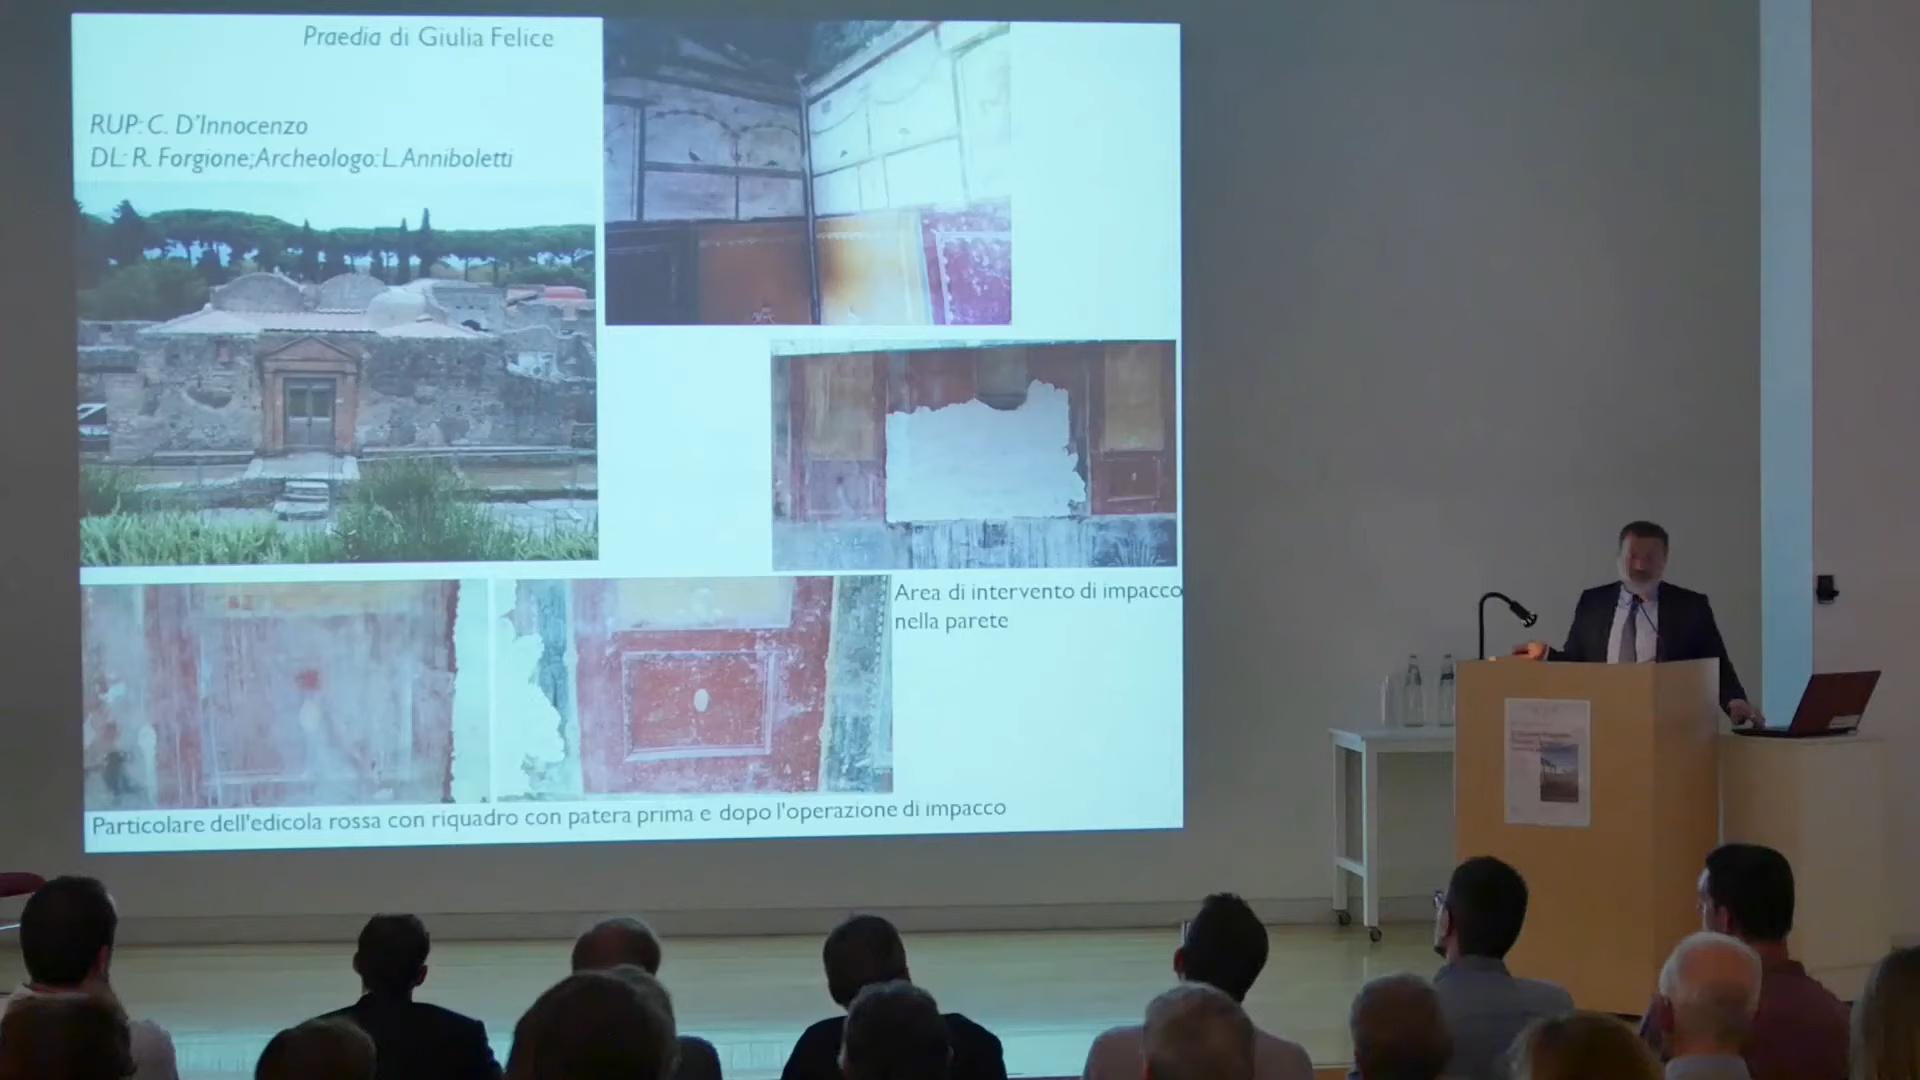 Praedia di Giulia Felice
RUP: C. D'Innocenzo
DL: R. Forgione; Archeologo: L. Anniboletti
Area di intervento di impacco
nella parete
Particolare dell'edicola rossa con riquadro con patera prima e dopo l'operazione di impacco